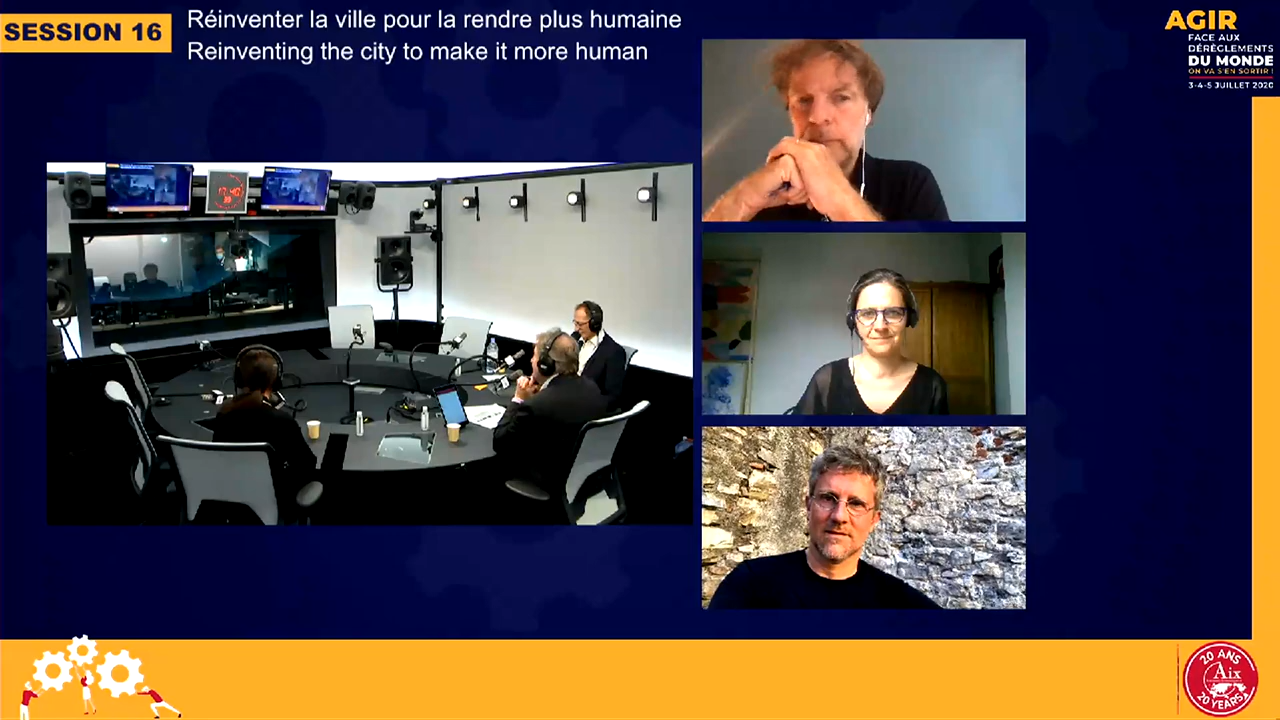 SESSION 16
Réinventer la ville pour la rendre plus humaine
Reinventing the city to make it more human
AGIR
FACE AUX
DÉRÈGLEMENTS
DU MONDE
ON VA S'EN SORTIR !
3-4-5 JUILLET 2020
20 ANS
Aix
20 YEARS